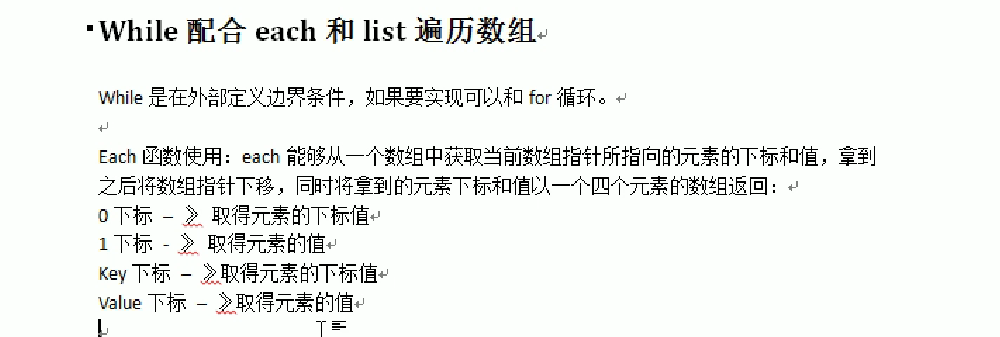 While 配合 each 和 list 遍历数组
While 是在外部定义边界条件，如果要实现可以和 for 循环。
Each 函数使用：each 能够从一个数组中获取当前数组指针所指向的元素的下标和值，拿到
之后将数组指针下移，同时将拿到的元素下标和值以一个四个元素的数组返回：
0 下标 – 》 取得元素的下标值
1 下标 - 》 取得元素的值
Key 下标 – 》取得元素的下标值
Value 下标 – 》取得元素的值